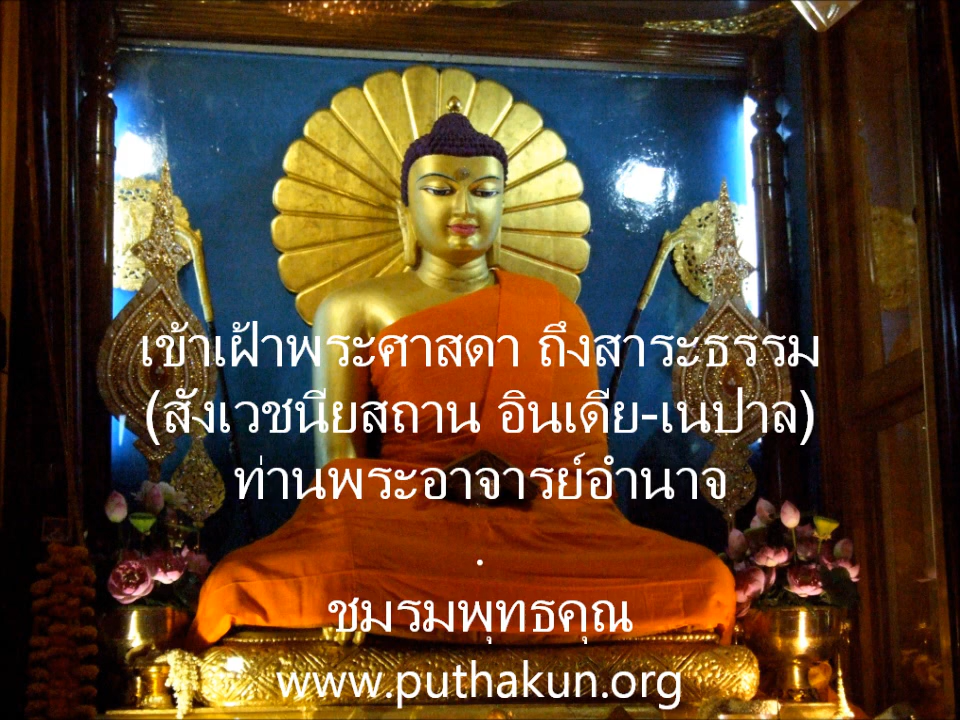 เข้าเฝ้าพระศาสดา ถึงสาระธรรม
(สังเวชนียสถาน อินเดีย-เนปาล)
ท่านพระอาจารย์อำนาจ
.
ชมรมพุทธคุณ
www.puthakun.org